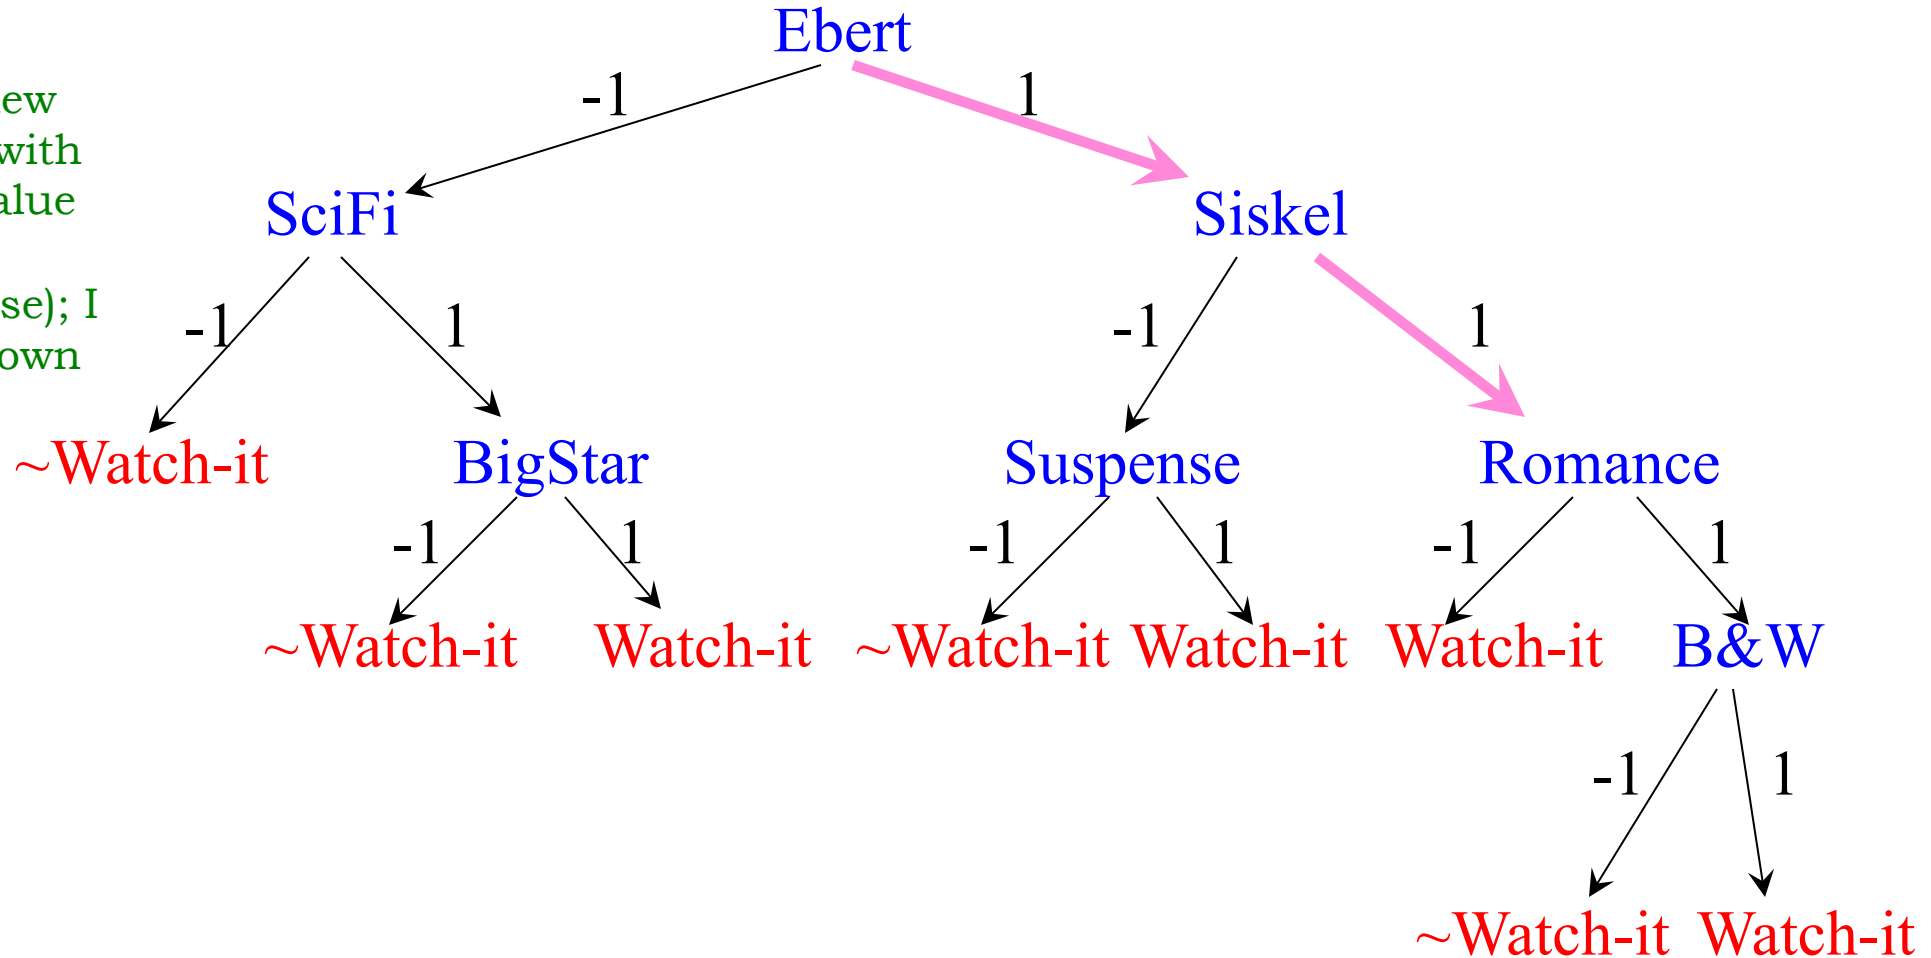 Ebert
-1 1
ew
with
alue
SciFi Siskel
se); I
own
-1 1 -1 1
~Watch-it BigStar Suspense Romance
-1 1 -1 1 -1 1
~Watch-it Watch-it ~Watch-it Watch-it Watch-it B&W
-1 1
~Watch-it Watch-it